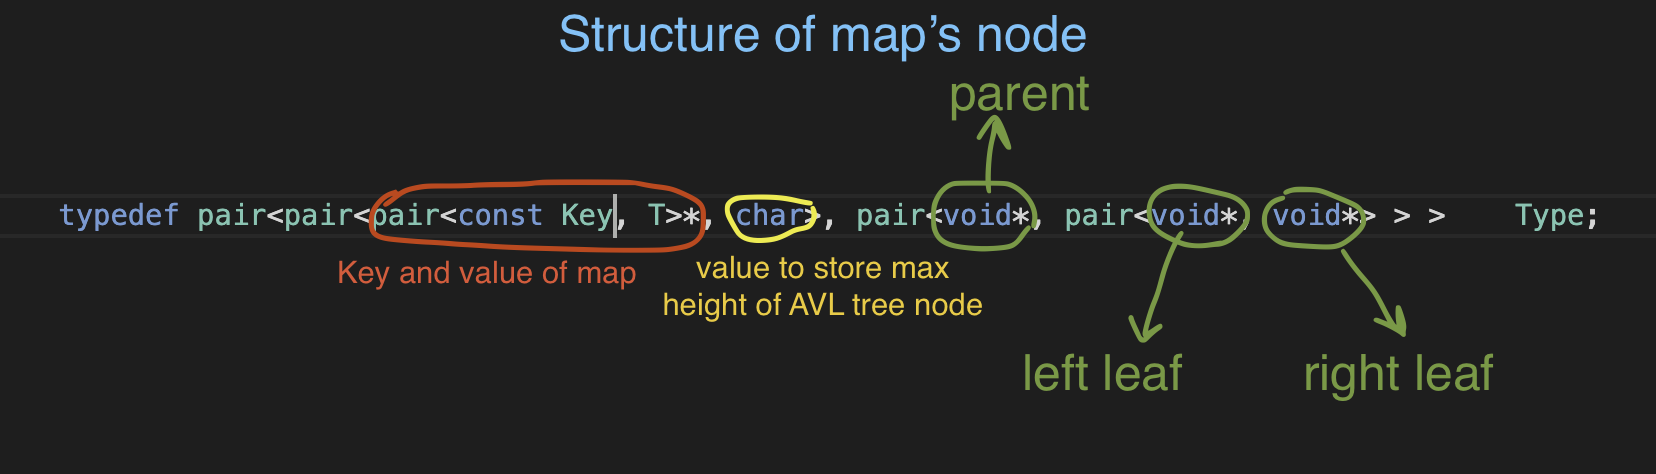 Structure of map's node
parent
typedef pair<pair<pair<const Key, T>*, char>, pair<void*, pair<void*, void*> > > Type;
Key and value of map
value to store max
height of AVL tree node
left leaf
right leaf